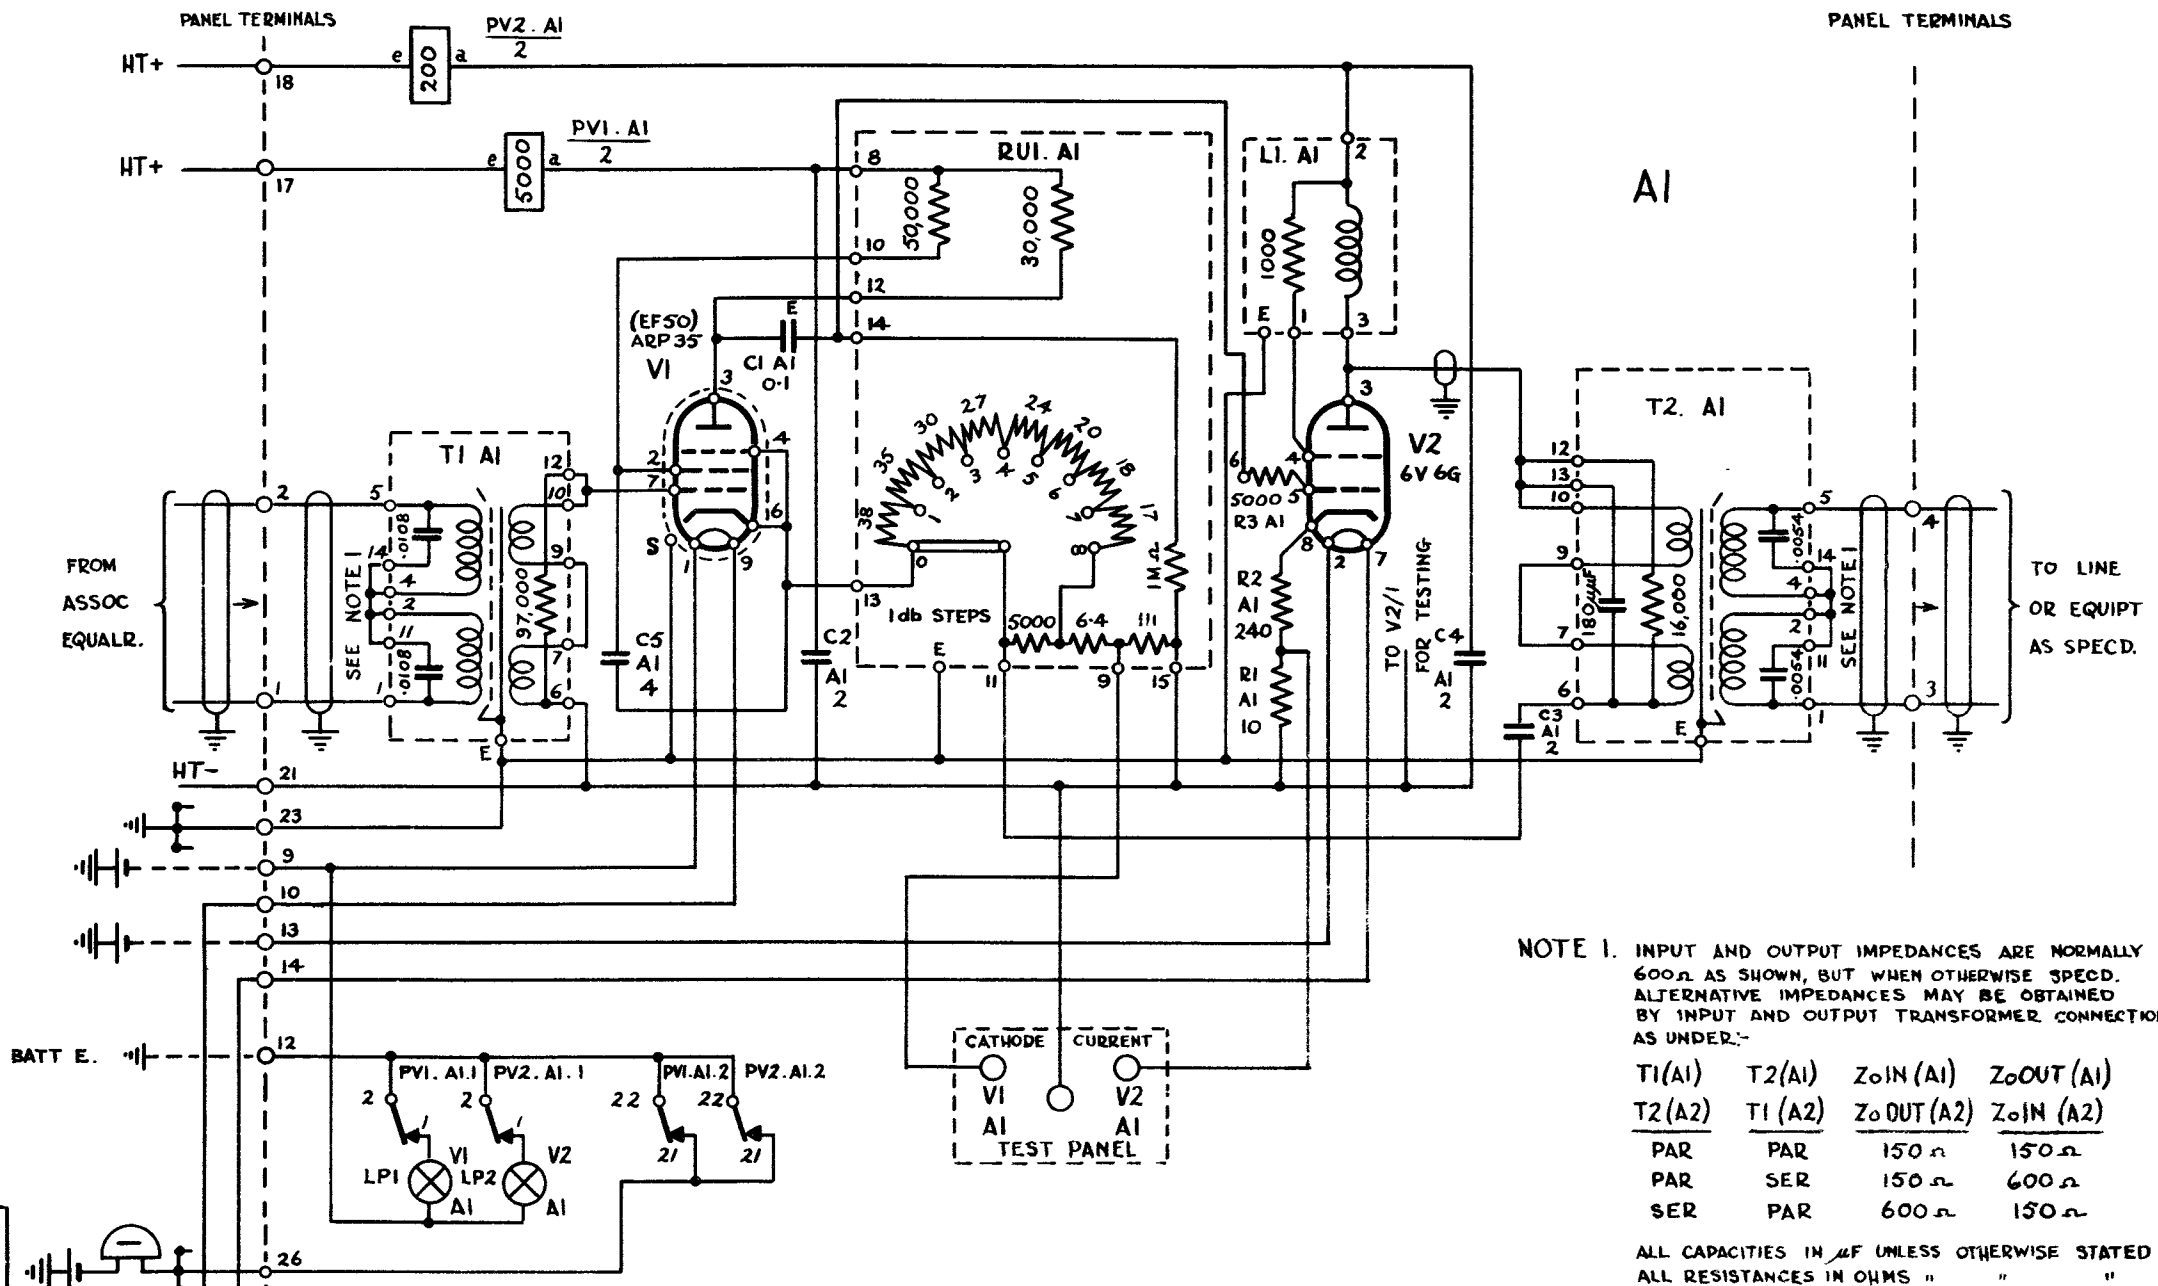 PANEL TERMINALS
PANEL TERMINALS
HT+
18
e
200
a
PV2. A1
2
HT+
17
e
5000
a
PV1. A1
2
RU1. A1
8
50,000
30,000
10
12
14
L1. A1
2
1000
E
1
3
A1
(EF50)
ARP 35
V1
E
C1 A1
0.1
3
2
7
4
6
S
1
9
38
35
30
27
24
20
18
17
0
1
2
3
4
5
6
7
8
1 db STEPS
5000
6.4
111
1MΩ
13
E
11
9
15
3
V2
6V 6G
4
5
6
5000
R3 A1
8
2
7
R2
A1
240
R1
A1
10
TO V2/1
FOR TESTING
C4
A1
2
C5
A1
4
C2
A1
2
C3
A1
2
T1 A1
FROM
ASSOC
EQUALR.
2
1
5
.0108
14
4
2
11
.0108
1
SEE NOTE 1
12
10
9
97,000
7
6
E
T2. A1
12
13
10
9
180μμF
16,000
7
6
E
5
.0054
14
4
2
11
.0054
1
SEE NOTE 1
4
3
TO LINE
OR EQUIPT
AS SPECD.
HT-
21
23
9
10
13
14
BATT E.
12
PV1. A1.1
PV2. A1.1
PV1.A1.2
PV2.A1.2
2
1
2
1
22
21
22
21
LP1
V1
A1
LP2
V2
A1
26
CATHODE CURRENT
V1
A1
V2
A1
TEST PANEL
NOTE 1. INPUT AND OUTPUT IMPEDANCES ARE NORMALLY
600Ω AS SHOWN, BUT WHEN OTHERWISE SPECD.
ALTERNATIVE IMPEDANCES MAY BE OBTAINED
BY INPUT AND OUTPUT TRANSFORMER CONNECTIO
AS UNDER:-
T1(A1) T2(A1) ZoIN(A1) ZoOUT(A1)
T2(A2) T1(A2) ZoOUT(A2) ZoIN(A2)
PAR PAR 150Ω 150Ω
PAR SER 150Ω 600Ω
SER PAR 600Ω 150Ω
ALL CAPACITIES IN μF UNLESS OTHERWISE STATED
ALL RESISTANCES IN OHMS " " "